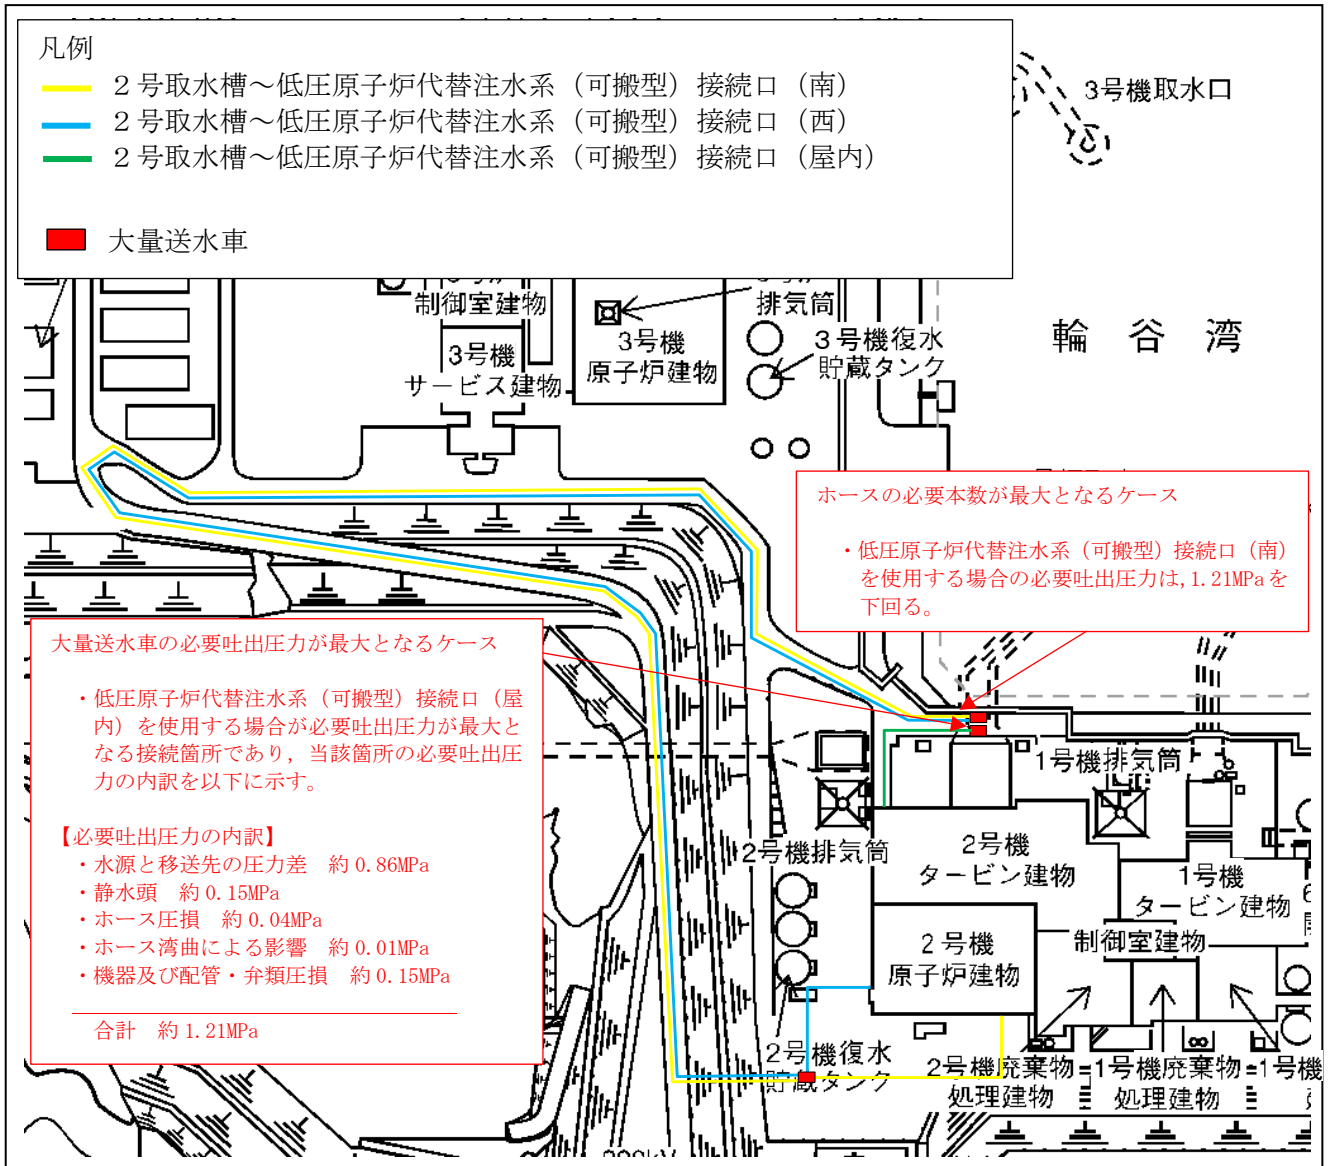 凡例
２号取水槽～低圧原子炉代替注水系（可搬型）接続口（南）
２号取水槽～低圧原子炉代替注水系（可搬型）接続口（西）
２号取水槽～低圧原子炉代替注水系（可搬型）接続口（屋内）
大量送水車
3号機取水口
制御室建物
排気筒
3号機
サービス建物
3号機
原子炉建物
3号機復水
貯蔵タンク
輪谷湾
ホースの必要本数が最大となるケース
・低圧原子炉代替注水系（可搬型）接続口（南）
を使用する場合の必要吐出圧力は,1.21MPaを
下回る。
大量送水車の必要吐出圧力が最大となるケース
・低圧原子炉代替注水系（可搬型）接続口（屋
内）を使用する場合が必要吐出圧力が最大と
なる接続箇所であり，当該箇所の必要吐出圧
力の内訳を以下に示す。
【必要吐出圧力の内訳】
・水源と移送先の圧力差　約0.86MPa
・静水頭　約0.15MPa
・ホース圧損　約0.04MPa
・ホース湾曲による影響　約0.01MPa
・機器及び配管・弁類圧損　約0.15MPa
合計　約1.21MPa
1号機排気筒
2号機排気筒
2号機
タービン建物
1号機
タービン建物
制御室建物
2号機
原子炉建物
2号機復水
貯蔵タンク
2号機廃棄物
処理建物
1号機廃棄物
処理建物
1号機